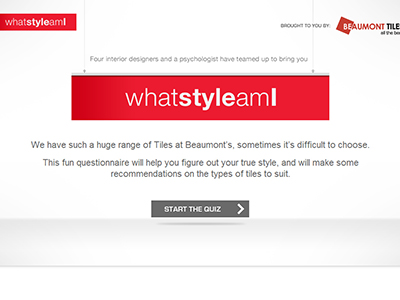 whatstyleamI
BROUGHT TO YOU BY:
BEAUMONT TILES
Four interior designers and a psychologist have teamed up to bring you
whatstyleamI
We have such a huge range of Tiles at Beaumont's, sometimes it's difficult to choose.
This fun questionnaire will help you figure out your true style, and will make some
recommendations on the types of tiles to suit.
START THE QUIZ